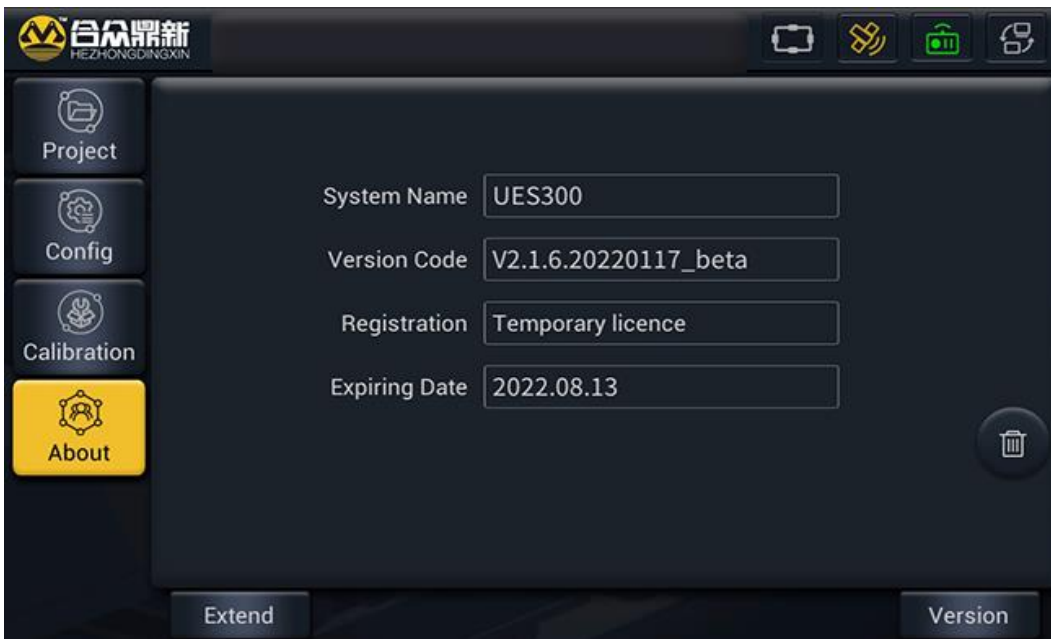 合众鼎新
HEZHONGDINGXIN
Project
Config
Calibration
About
System Name UES300
Version Code V2.1.6.20220117_beta
Registration Temporary licence
Expiring Date 2022.08.13
Extend
Version